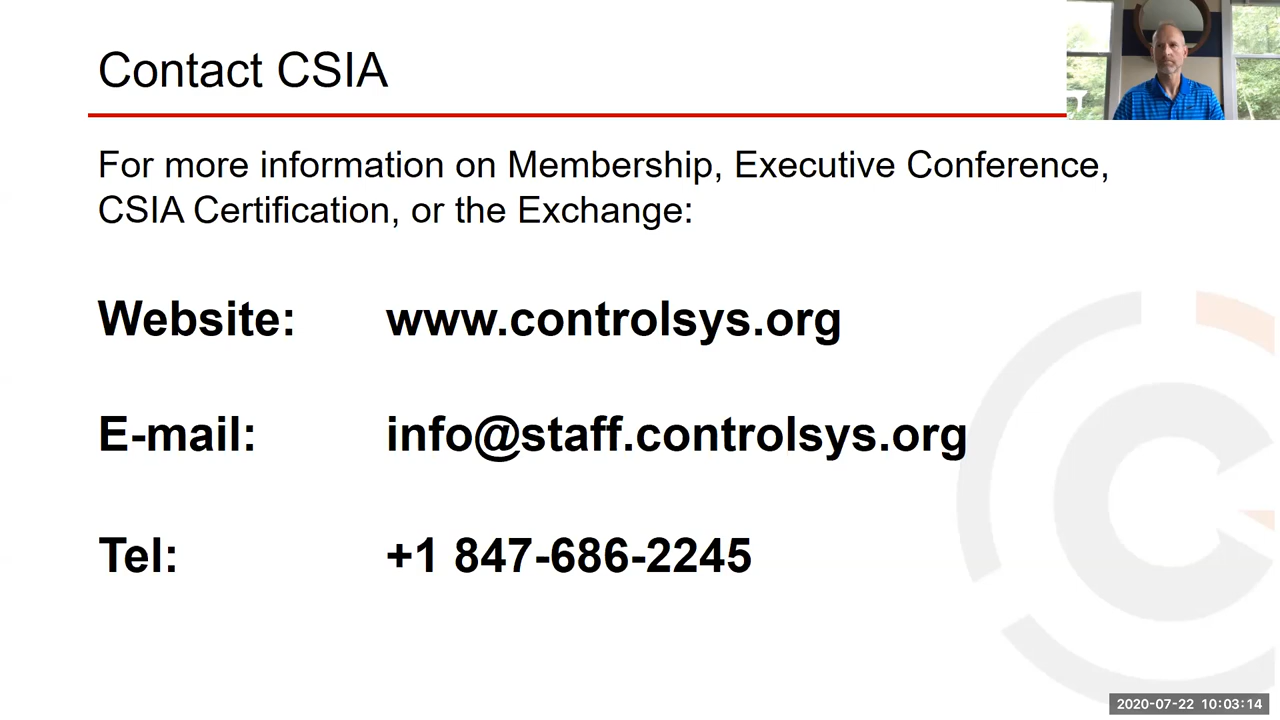 Contact CSIA
For more information on Membership, Executive Conference,
CSIA Certification, or the Exchange:
Website: www.controlsys.org
E-mail: info@staff.controlsys.org
Tel: +1 847-686-2245
2020-07-22 10:03:14